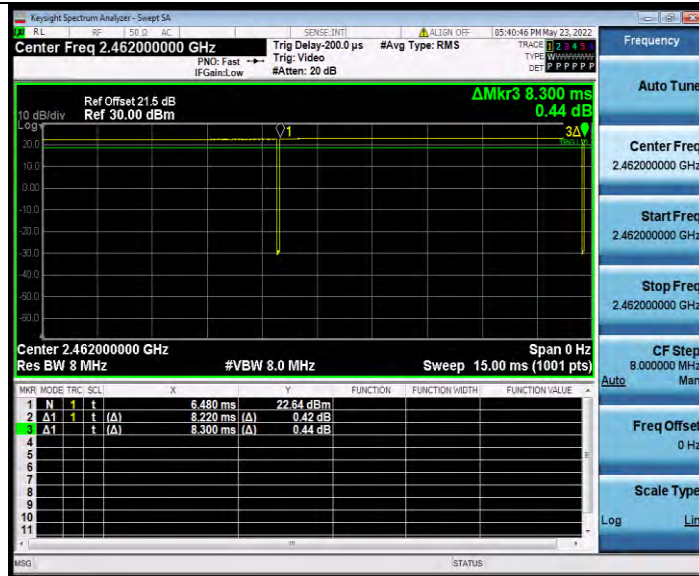 Keysight Spectrum Analyzer - Swept SA
RL RF 50 Ω AC SENSE:INT ALIGN OFF 05:40:46 PM May 23, 2022
Center Freq 2.462000000 GHz
PNO: Fast
IFGain:Low
Trig Delay-200.0 µs
Trig: Video
#Atten: 20 dB
#Avg Type: RMS
TRACE 1 2 3 4 5 6
TYPE WWWWWW
DET P P P P P P
Ref Offset 21.5 dB
10 dB/div Ref 30.00 dBm
Log
ΔMkr3 8.300 ms
0.44 dB
1
3Δ
TRIG LVL
20.0
10.0
0.00
-10.0
-20.0
-30.0
-40.0
-50.0
-60.0
Center 2.462000000 GHz Span 0 Hz
Res BW 8 MHz #VBW 8.0 MHz Sweep 15.00 ms (1001 pts)
MKR MODE TRC SCL X Y FUNCTION FUNCTION WIDTH FUNCTION VALUE
1 N 1 t 6.480 ms 22.64 dBm
2 Δ1 1 t (Δ) 8.220 ms (Δ) 0.42 dB
3 Δ1 t (Δ) 8.300 ms (Δ) 0.44 dB
4
5
6
7
8
9
10
11
MSG STATUS
Frequency
Auto Tune
Center Freq
2.462000000 GHz
Start Freq
2.462000000 GHz
Stop Freq
2.462000000 GHz
CF Step
8.000000 MHz
Auto Man
Freq Offset
0 Hz
Scale Type
Log Lin